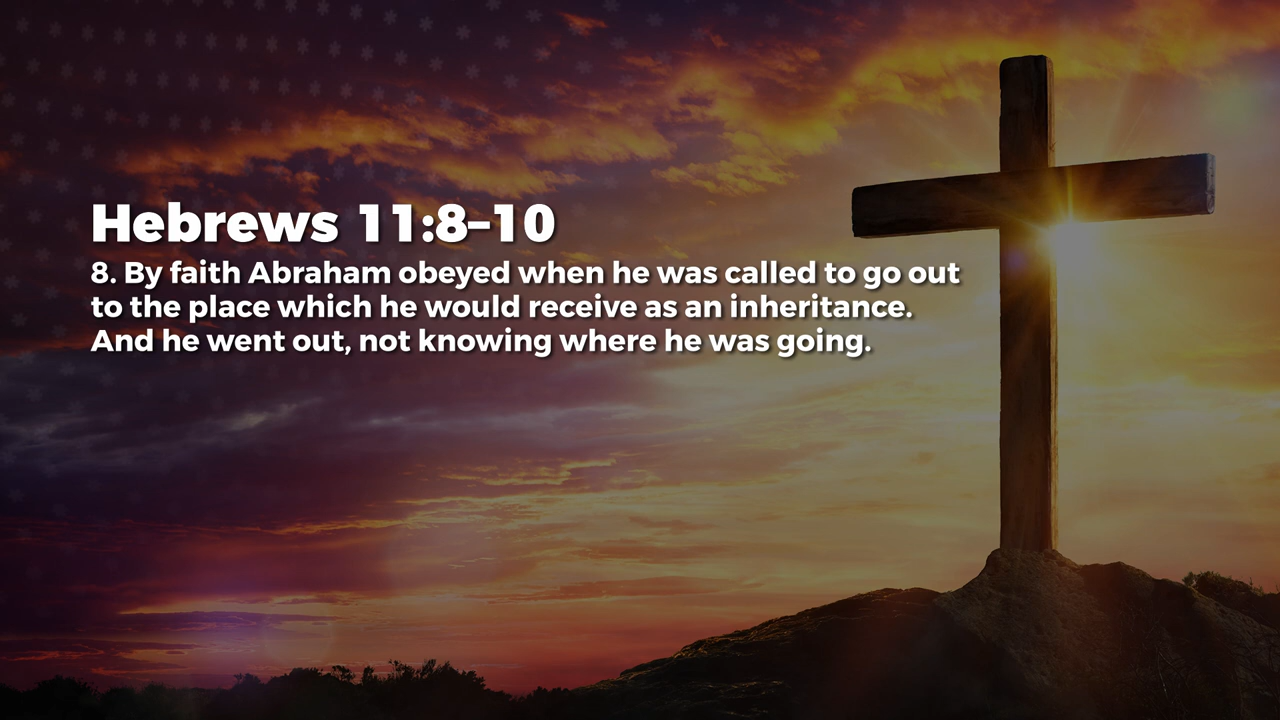 Hebrews 11:8–10
8. By faith Abraham obeyed when he was called to go out
to the place which he would receive as an inheritance.
And he went out, not knowing where he was going.